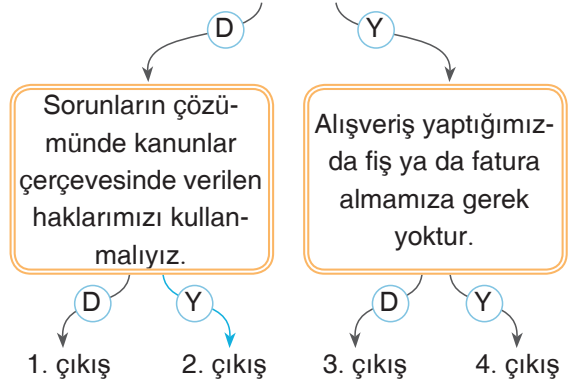 D
Y
Sorunların çözü-
münde kanunlar
çerçevesinde verilen
haklarımızı kullan-
malıyız.
Alışveriş yaptığımız-
da fiş ya da fatura
almamıza gerek
yoktur.
D
Y
D
Y
1. çıkış
2. çıkış
3. çıkış
4. çıkış